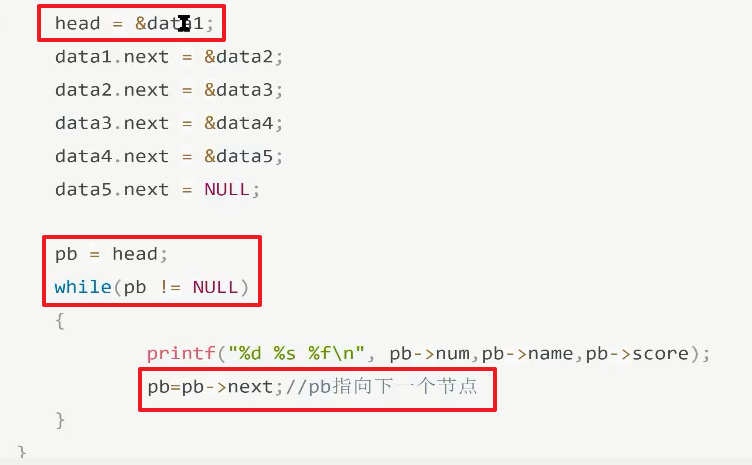 head = &data1;
data1.next = &data2;
data2.next = &data3;
data3.next = &data4;
data4.next = &data5;
data5.next = NULL;
pb = head;
while(pb != NULL)
{
printf("%d %s %f\n", pb->num,pb->name,pb->score);
pb=pb->next;//pb指向下一个节点
}
}